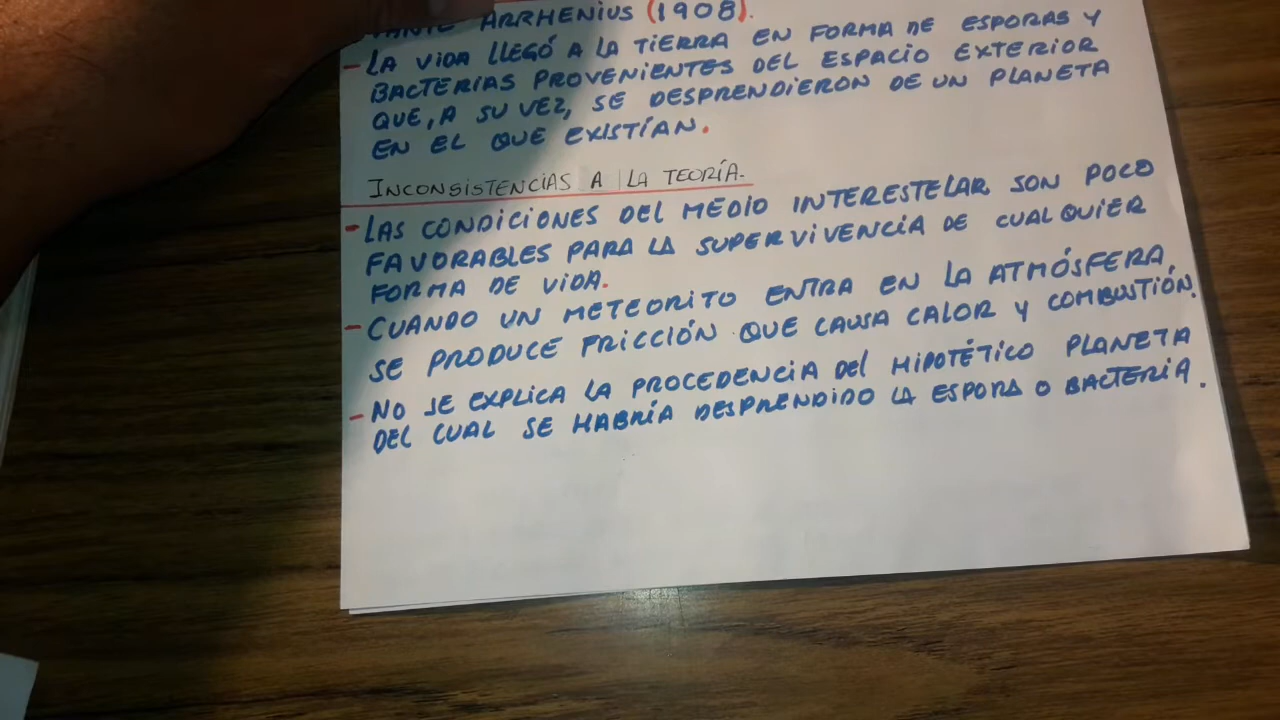 ARRHENIUS (1908).
- LA VIDA LLEGÓ A LA TIERRA EN FORMA DE ESPORAS Y
BACTERIAS PROVENIENTES DEL ESPACIO EXTERIOR
QUE, A SU VEZ, SE DESPRENDIERON DE UN PLANETA
EN EL QUE EXISTÍAN.
INCONSISTENCIAS A LA TEORÍA.
- LAS CONDICIONES DEL MEDIO INTERESTELAR SON POCO
FAVORABLES PARA LA SUPERVIVENCIA DE CUALQUIER
FORMA DE VIDA.
- CUANDO UN METEORITO ENTRA EN LA ATMÓSFERA
SE PRODUCE FRICCIÓN QUE CAUSA CALOR Y COMBUSTIÓN.
- NO SE EXPLICA LA PROCEDENCIA DEL HIPOTÉTICO PLANETA
DEL CUAL SE HABRÍA DESPRENDIDO LA ESPORA O BACTERIA.